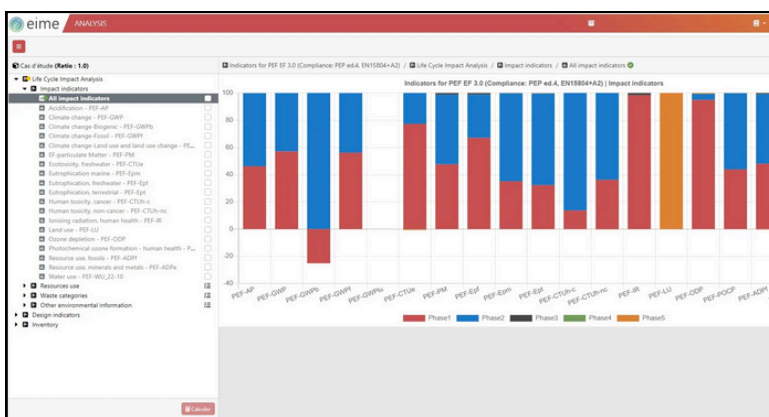 eime ANALYSIS
Cas d'étude (Ratio : 1.0)
Life Cycle Impact Analysis
Impact indicators
All impact indicators
Acidification - PEF-AP
Climate change - PEF-GWP
Climate change-Biogenic - PEF-GWPb
Climate change-Fossil - PEF-GWPf
Climate change-Land use and land use change - PE...
EF-particulate Matter - PEF-PM
Ecotoxicity, freshwater - PEF-CTUe
Eutrophication marine - PEF-Epm
Eutrophication, freshwater - PEF-Epf
Eutrophication, terrestrial - PEF-Ept
Human toxicity, cancer - PEF-CTUh-c
Human toxicity, non-cancer - PEF-CTUh-nc
Ionising radiation, human health - PEF-IR
Land use - PEF-LU
Ozone depletion - PEF-ODP
Photochemical ozone formation - human health - P...
Resource use, fossils - PEF-ADPf
Resource use, minerals and metals - PEF-ADPe
Water use - PEF-WU_22-10
Resources use
Waste categories
Other environmental information
Design indicators
Inventory
Calculer
Indicators for PEF EF 3.0 (Compliance: PEP ed.4, EN15804+A2) / Life Cycle Impact Analysis / Impact indicators / All impact indicators
Indicators for PEF EF 3.0 (Compliance: PEP ed.4, EN15804+A2) | Impact indicators
100
80
60
40
20
0
-20
-40
PEF-AP PEF-GWP PEF-GWPb PEF-GWPf PEF-GWPlu PEF-CTUe PEF-PM PEF-Epf PEF-Epm PEF-Ept PEF-CTUh-c PEF-CTUh-nc PEF-IR PEF-LU PEF-ODP PEF-POCP PEF-ADPf
Phase1 Phase2 Phase3 Phase4 Phase5